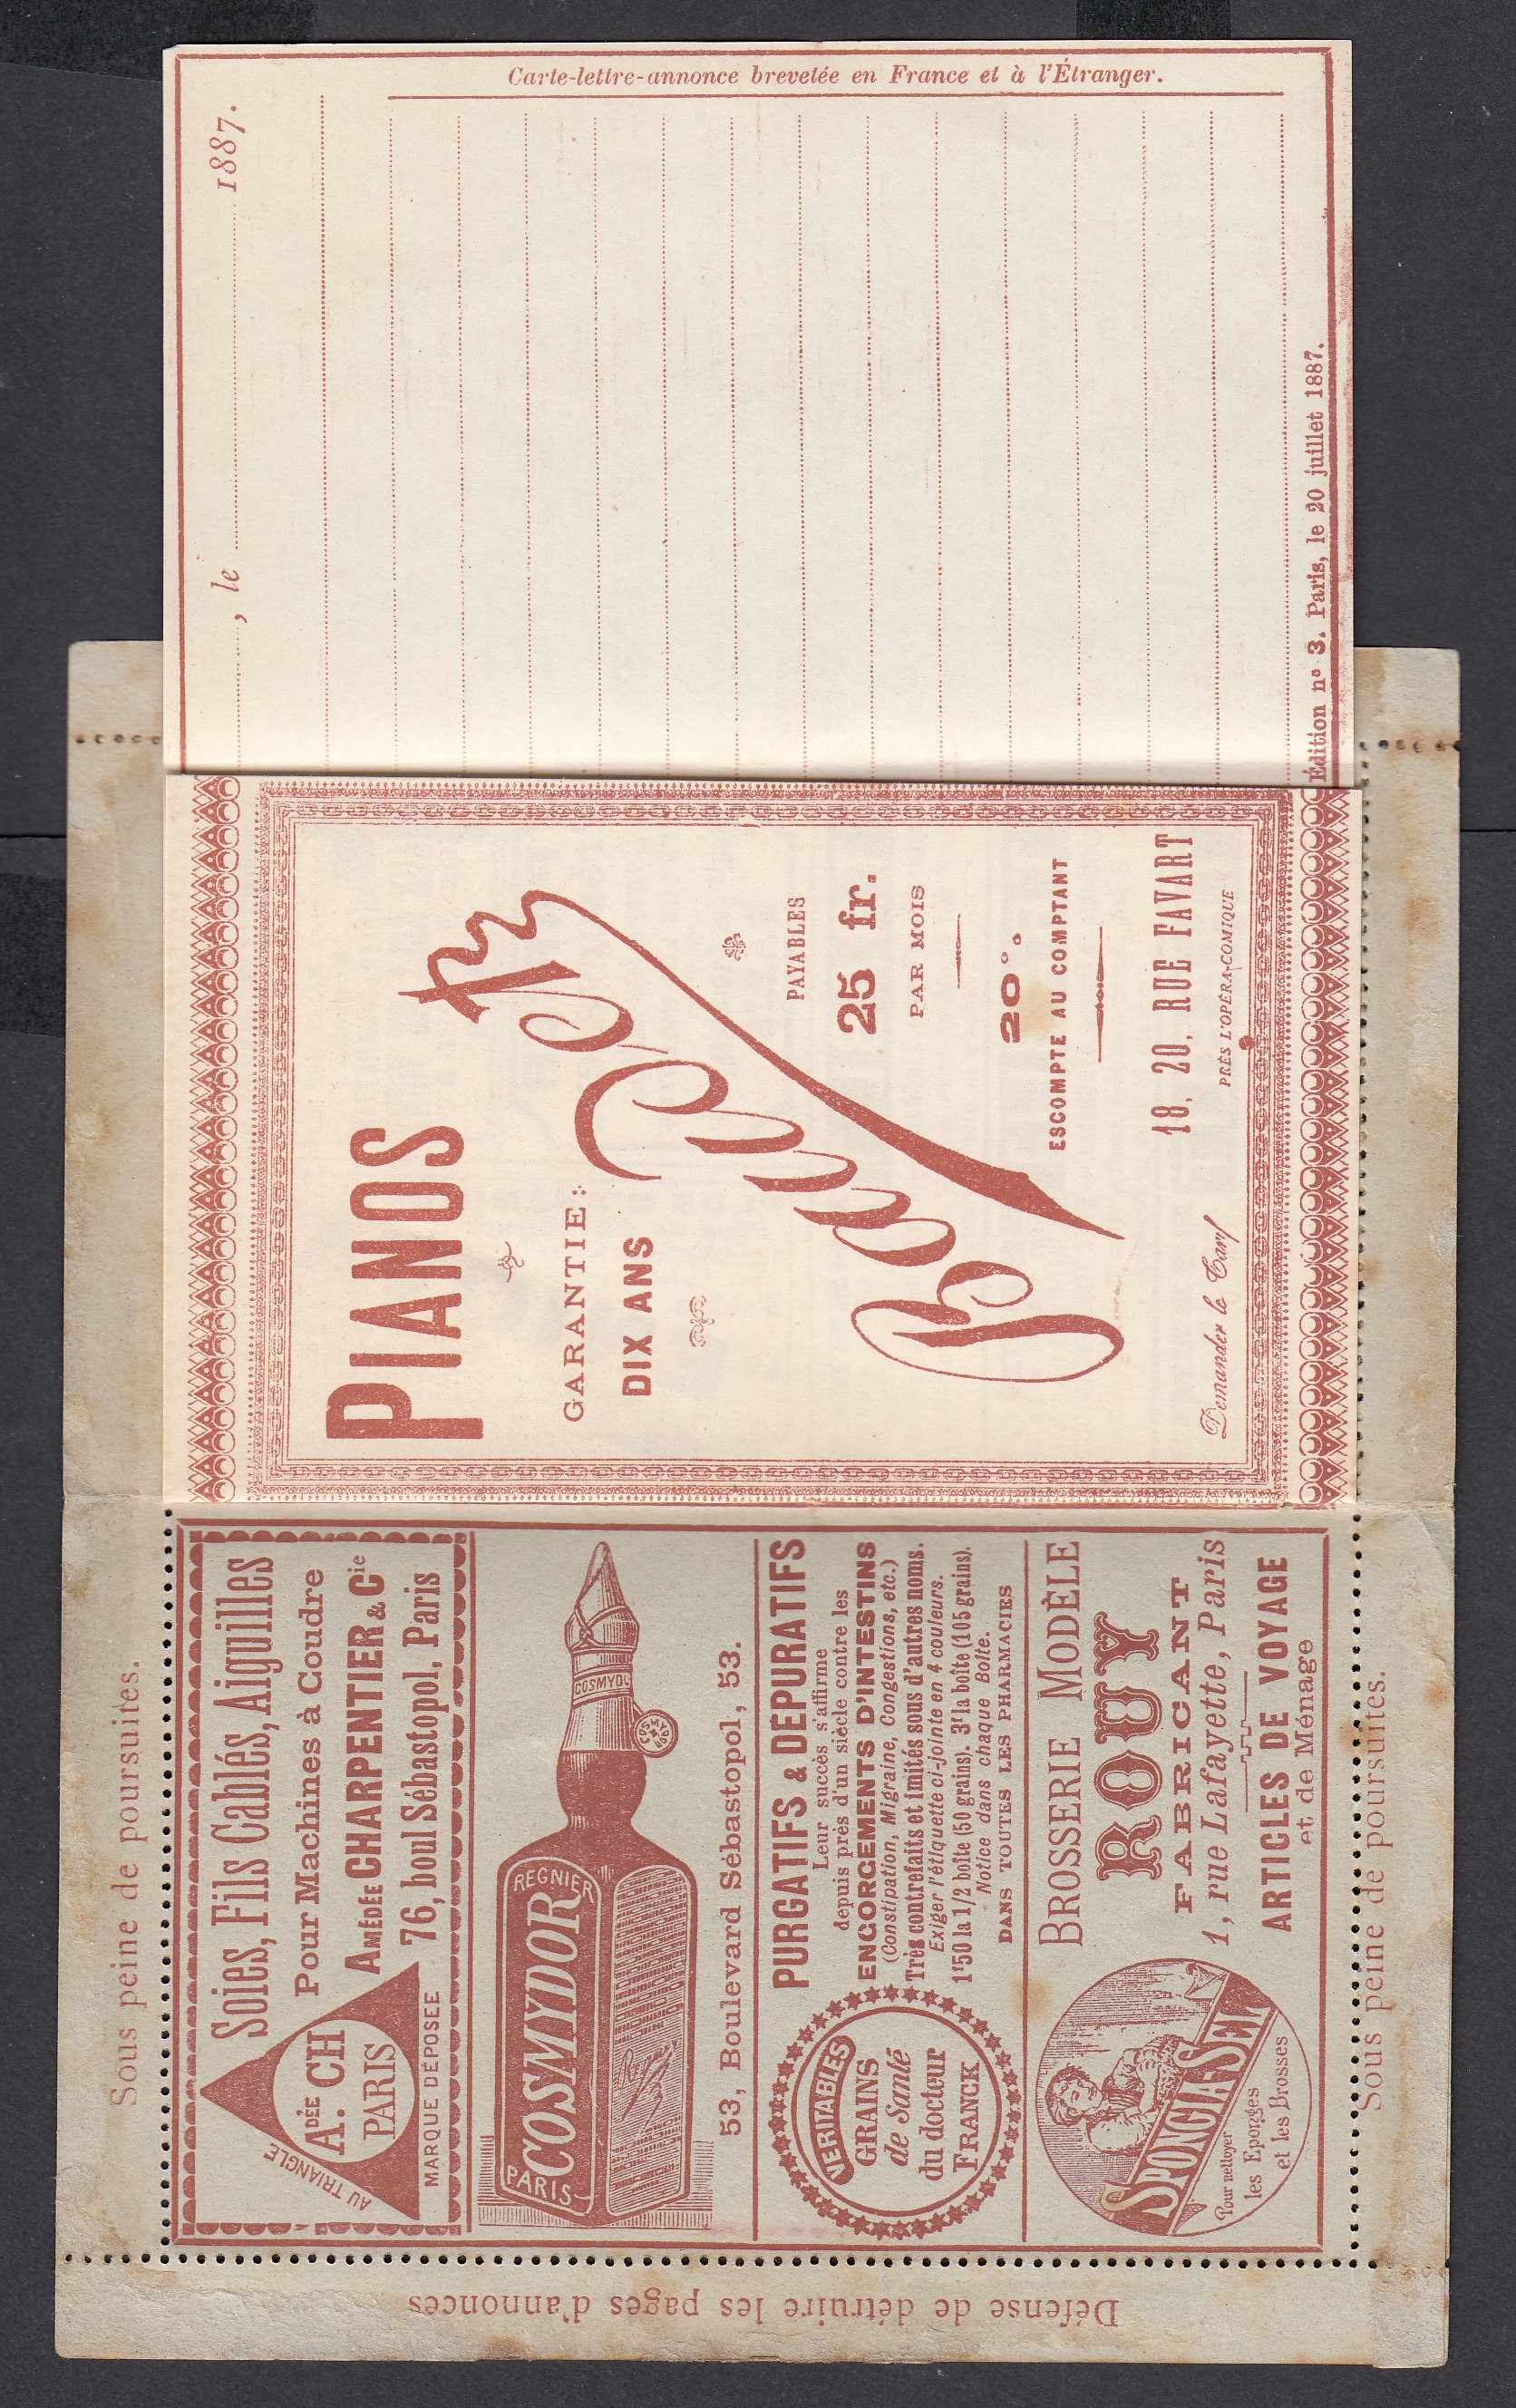 Carte-lettre-annonce brevetée en France et à l'Étranger.
, le 1887.
Edition nº 3. Paris, le 20 juillet 1887.
PIANOS
GARANTIE:
DIX ANS
PAYABLES
25 fr.
PAR MOIS
20%
ESCOMPTE AU COMPTANT
18, 20, RUE FAVART
PRÈS L'OPÉRA-COMIQUE
Demander le Tarif
Sous peine de poursuites.
Soies, Fils Cablés, Aiguilles
Pour Machines à Coudre
AMÉDÉE CHARPENTIER & Cie
76, boul Sébastopol, Paris
AU TRIANGLE
ADÉE. CH
PARIS
MARQUE DÉPOSÉE
COSMYDOR
REGNIER
COSMYDOR
PARIS
53, Boulevard Sébastopol, 53.
PURGATIFS & DEPURATIFS
Leur succès s'affirme
depuis près d'un siècle contre les
ENGORGEMENTS D'INTESTINS
(Constipation, Migraine, Congestions, etc.)
Très contrefaits et imités sous d'autres noms.
Exiger l'étiquette ci-jointe en 4 couleurs.
1f50 la 1/2 boîte (50 grains). 3f la boîte (105 grains).
Notice dans chaque Boîte.
DANS TOUTES LES PHARMACIES
VERITABLES
GRAINS
de Santé
du docteur
FRANCK
BROSSERIE MODÈLE
ROUY
FABRICANT
1, rue Lafayette, Paris
ARTICLES DE VOYAGE
et de Ménage
SPONCIASEL
Pour nettoyer
les Eponges
et les Brosses
Sous peine de poursuites.
Défense de détruire les pages d'annonces